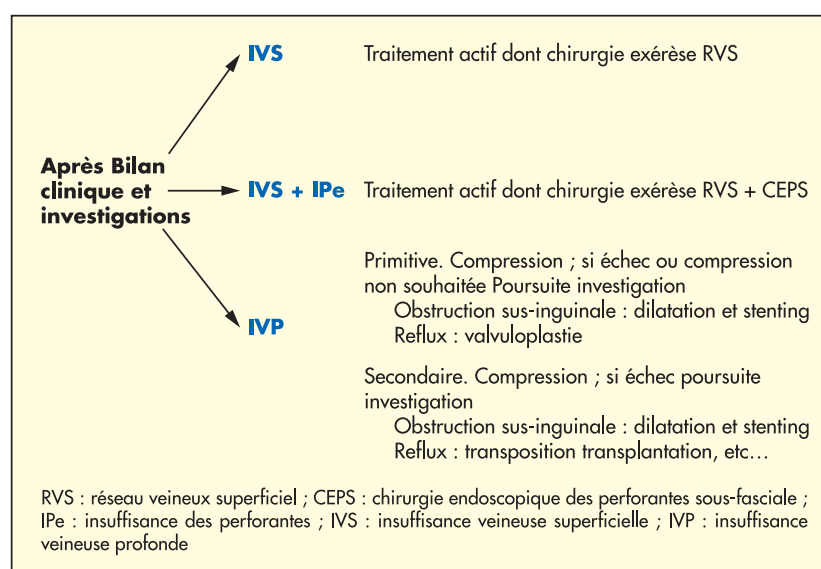 IVS Traitement actif dont chirurgie exérèse RVS
Après Bilan
clinique et
investigations
IVS + IPe Traitement actif dont chirurgie exérèse RVS + CEPS
IVP
Primitive. Compression ; si échec ou compression
non souhaitée Poursuite investigation
Obstruction sus-inguinale : dilatation et stenting
Reflux : valvuloplastie
Secondaire. Compression ; si échec poursuite
investigation
Obstruction sus-inguinale : dilatation et stenting
Reflux : transposition transplantation, etc…
RVS : réseau veineux superficiel ; CEPS : chirurgie endoscopique des perforantes sous-fasciale ;
IPe : insuffisance des perforantes ; IVS : insuffisance veineuse superficielle ; IVP : insuffisance
veineuse profonde